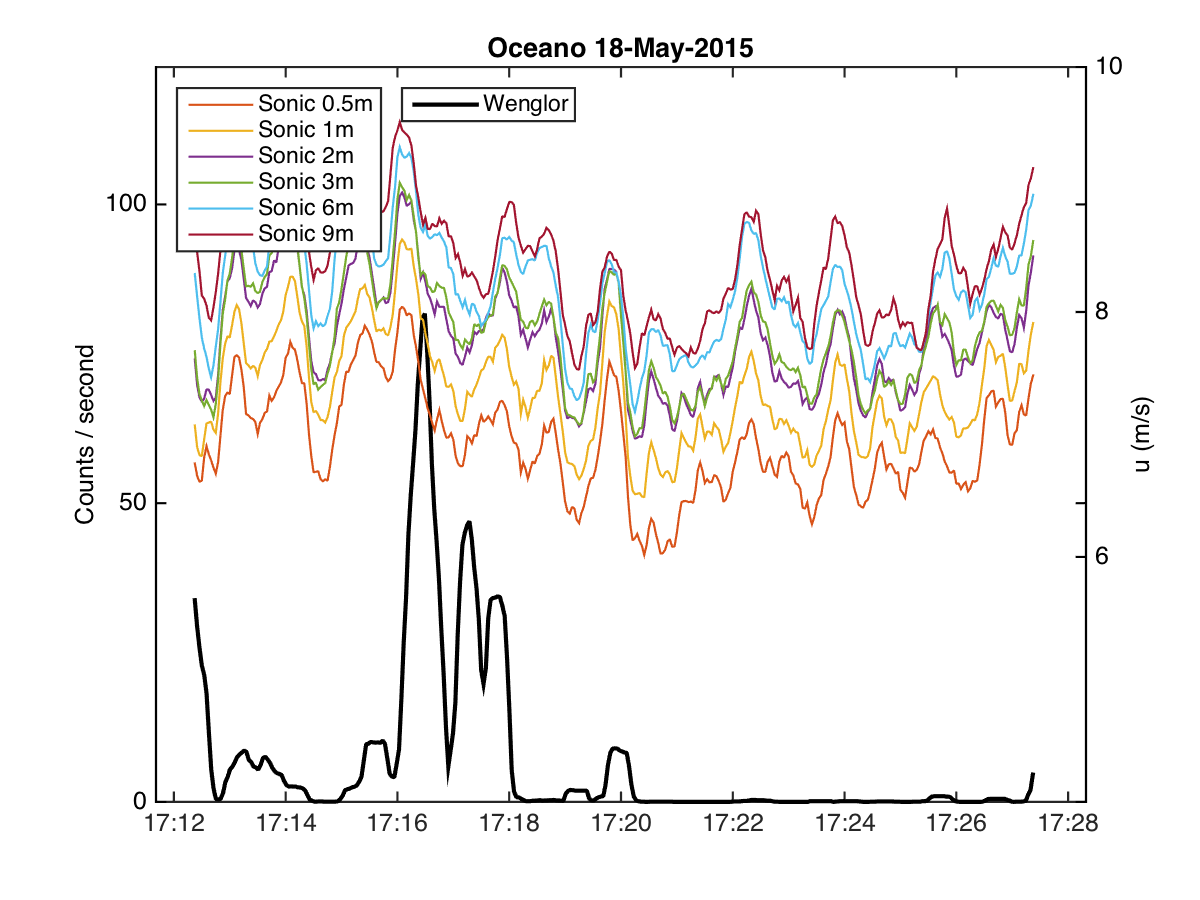 Oceano 18-May-2015
Sonic 0.5m
Sonic 1m
Sonic 2m
Sonic 3m
Sonic 6m
Sonic 9m
Wenglor
Counts / second
100
50
0
10
8
6
u (m/s)
17:12 17:14 17:16 17:18 17:20 17:22 17:24 17:26 17:28